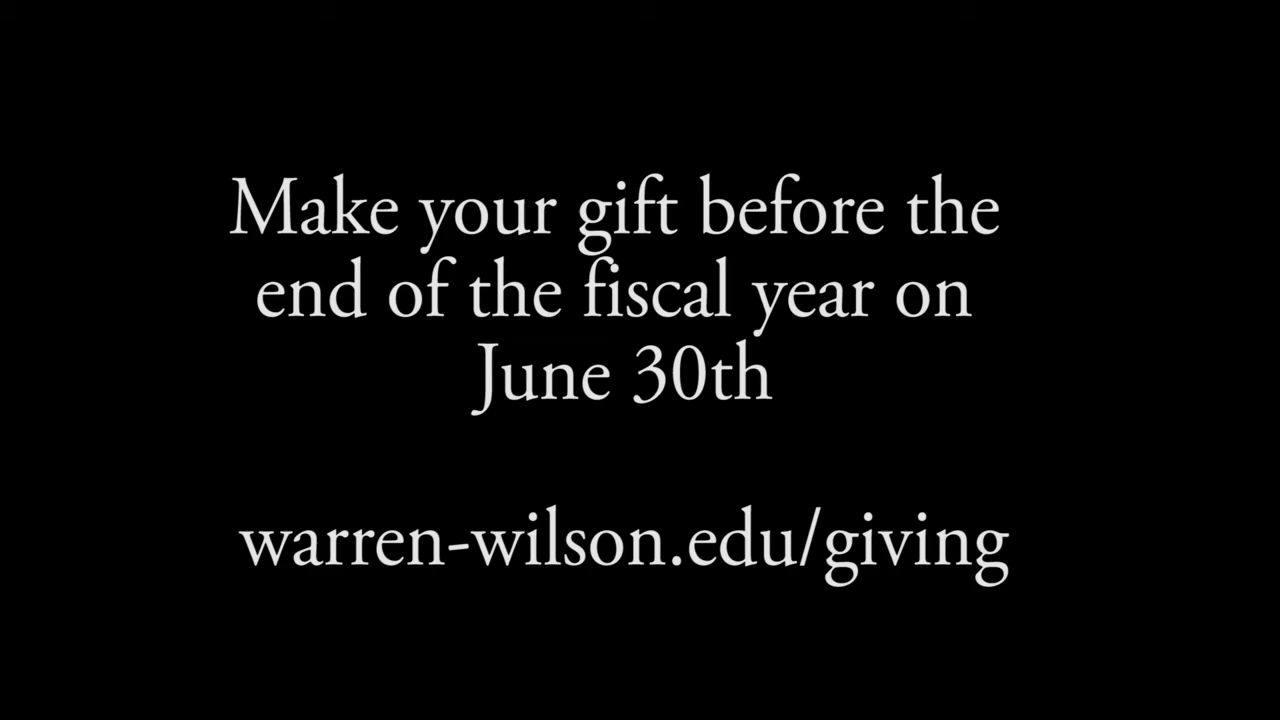 Make your gift before the
end of the fiscal year on
June 30th
warren-wilson.edu/giving